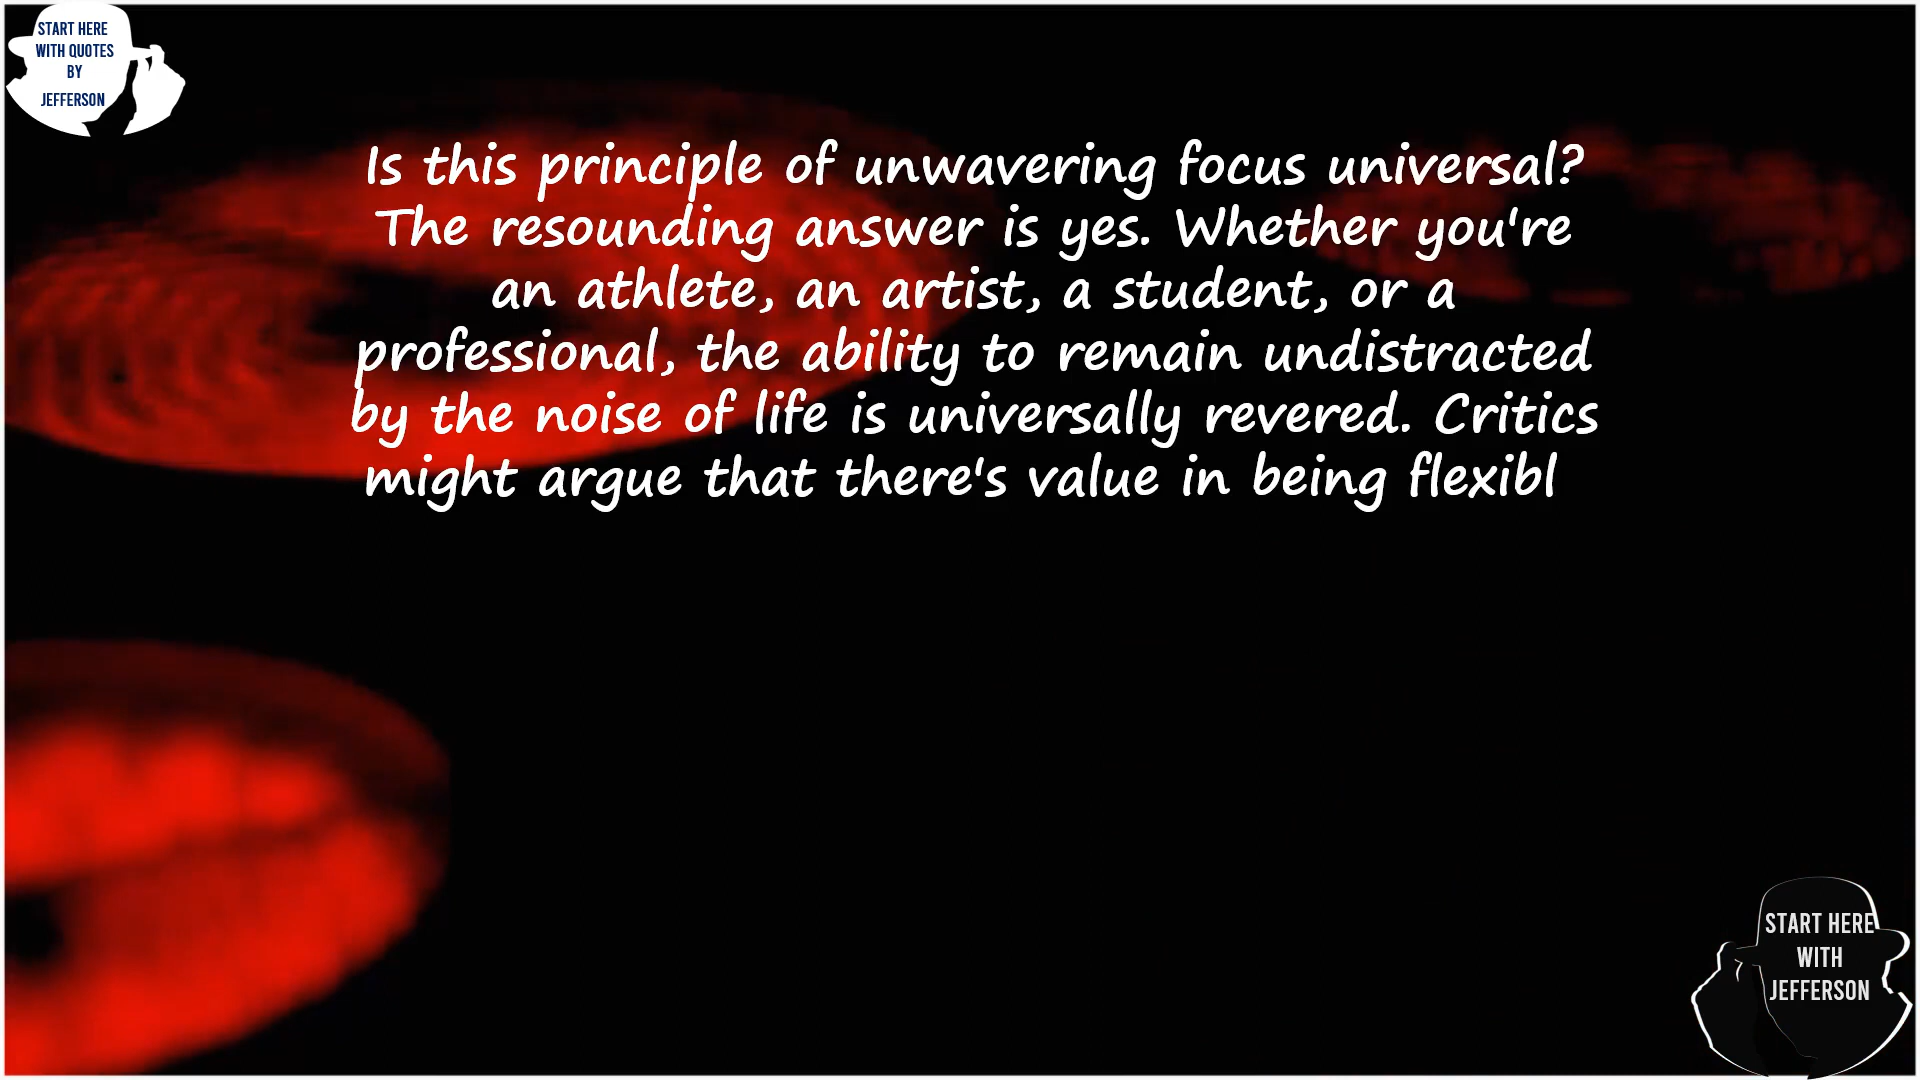 START HERE
WITH QUOTES
BY
JEFFERSON
Is this principle of unwavering focus universal?
The resounding answer is yes. Whether you're
an athlete, an artist, a student, or a
professional, the ability to remain undistracted
by the noise of life is universally revered. Critics
might argue that there's value in being flexibl
START HERE
WITH
JEFFERSON